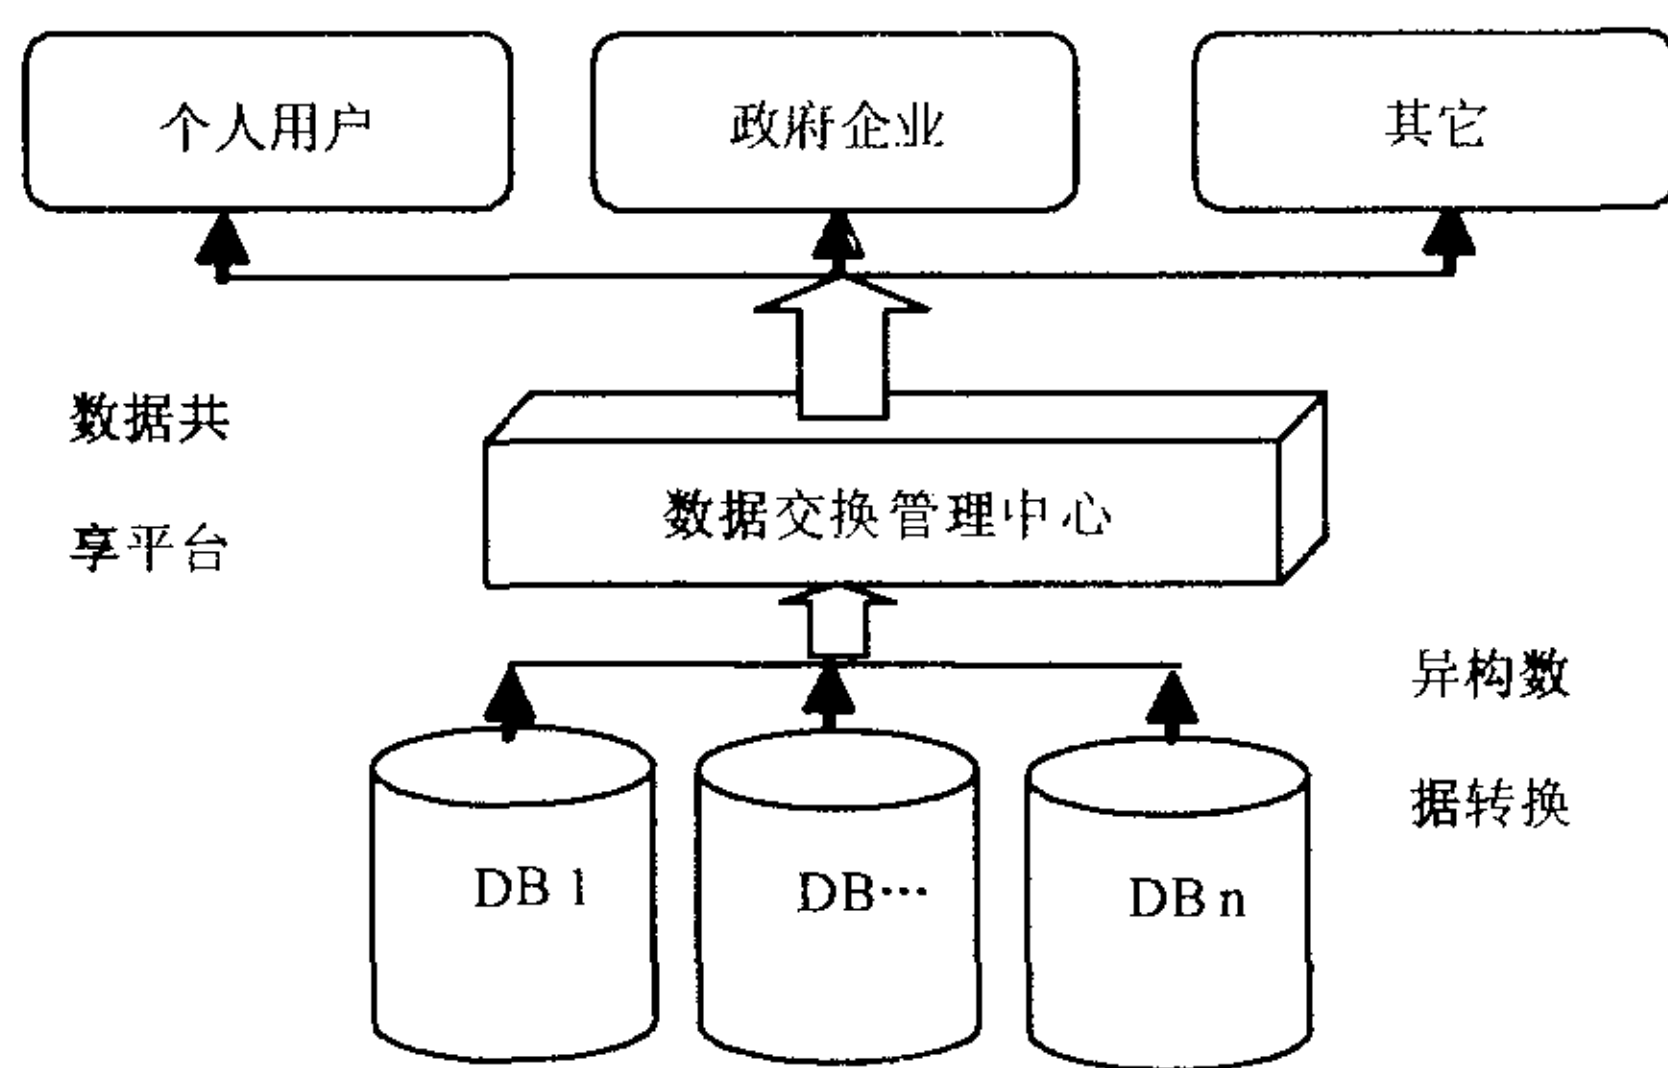 个人用户
政府企业
其它
数据共
享平台
数据交换管理中心
异构数
据转换
DB 1
DB…
DB n